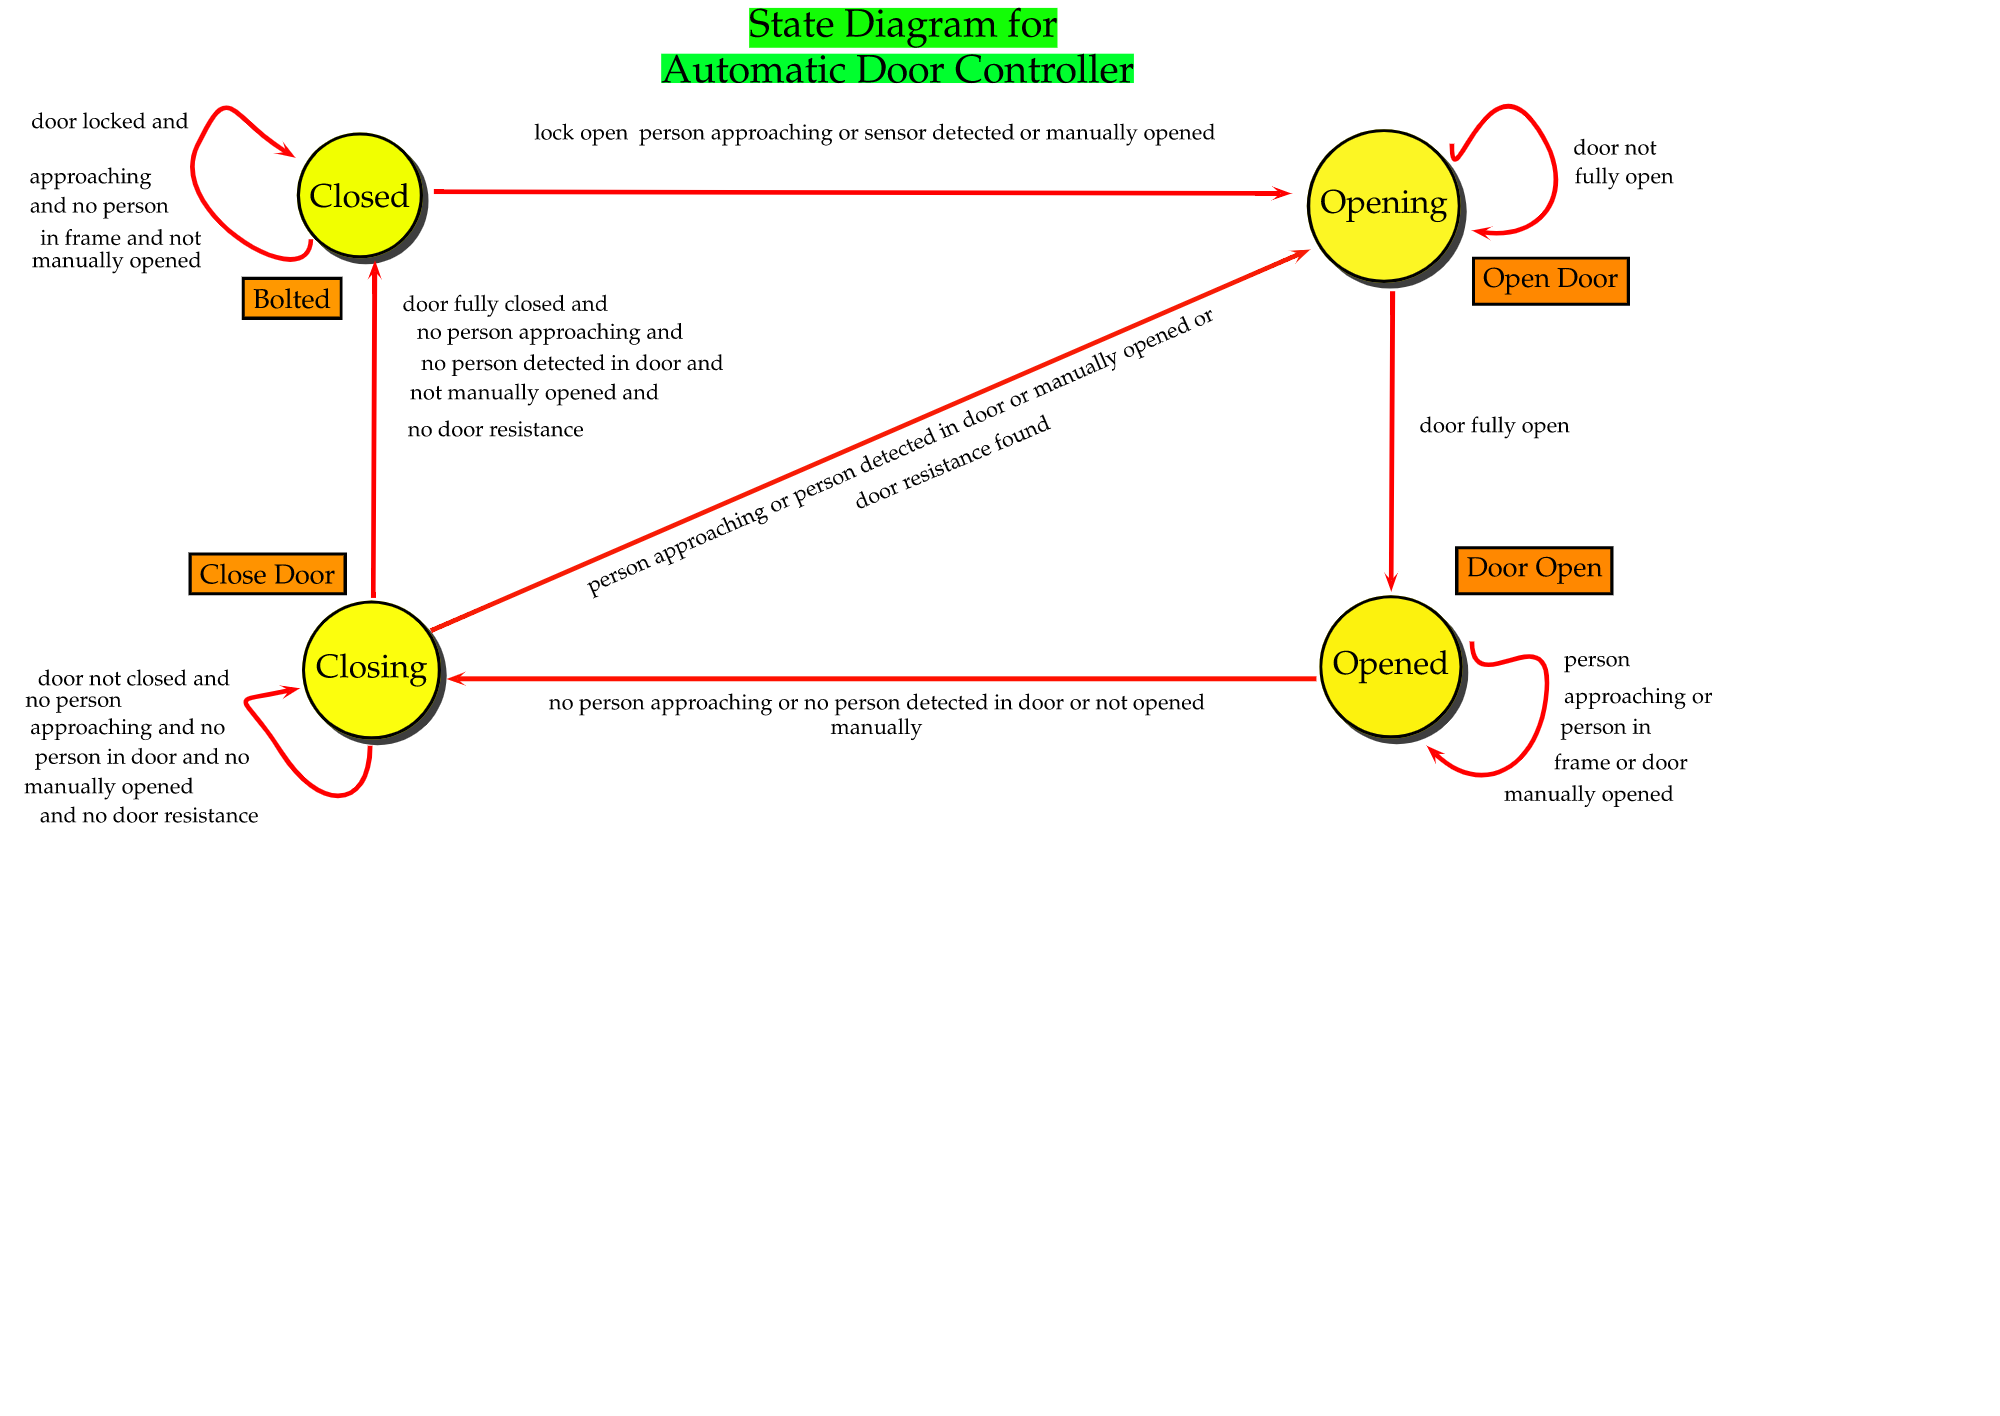 State Diagram for
Automatic Door Controller
door locked and
approaching
and no person
in frame and not
manually opened
Closed
Bolted
lock open  person approaching or sensor detected or manually opened
Opening
door not
fully open
Open Door
door fully closed and
no person approaching and
no person detected in door and
not manually opened and
no door resistance
person approaching or person detected in door or manually opened or
door resistance found
door fully open
Close Door
Door Open
Closing
Opened
door not closed and
no person
approaching and no
person in door and no
manually opened
and no door resistance
no person approaching or no person detected in door or not opened
manually
person
approaching or
person in
frame or door
manually opened